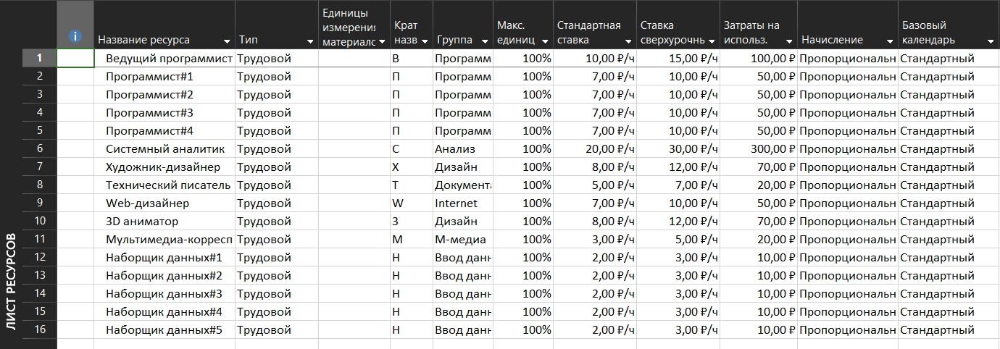 Название ресурса Тип Единицы измерения материалс Крат назв Группа Макс. единиц Стандартная ставка Ставка сверхурочнь Затраты на использ. Начисление Базовый календарь
1 Ведущий программист Трудовой В Программ 100% 10,00 ₽/ч 15,00 ₽/ч 100,00 ₽ Пропорциональн Стандартный
2 Программист#1 Трудовой П Программ 100% 7,00 ₽/ч 10,00 ₽/ч 50,00 ₽ Пропорциональн Стандартный
3 Программист#2 Трудовой П Программ 100% 7,00 ₽/ч 10,00 ₽/ч 50,00 ₽ Пропорциональн Стандартный
4 Программист#3 Трудовой П Программ 100% 7,00 ₽/ч 10,00 ₽/ч 50,00 ₽ Пропорциональн Стандартный
5 Программист#4 Трудовой П Программ 100% 7,00 ₽/ч 10,00 ₽/ч 50,00 ₽ Пропорциональн Стандартный
6 Системный аналитик Трудовой С Анализ 100% 20,00 ₽/ч 30,00 ₽/ч 300,00 ₽ Пропорциональн Стандартный
7 Художник-дизайнер Трудовой Х Дизайн 100% 8,00 ₽/ч 12,00 ₽/ч 70,00 ₽ Пропорциональн Стандартный
8 Технический писатель Трудовой Т Документа 100% 5,00 ₽/ч 7,00 ₽/ч 20,00 ₽ Пропорциональн Стандартный
9 Web-дизайнер Трудовой W Internet 100% 7,00 ₽/ч 10,00 ₽/ч 50,00 ₽ Пропорциональн Стандартный
10 3D аниматор Трудовой 3 Дизайн 100% 8,00 ₽/ч 12,00 ₽/ч 70,00 ₽ Пропорциональн Стандартный
11 Мультимедиа-корресп Трудовой М М-медиа 100% 3,00 ₽/ч 5,00 ₽/ч 20,00 ₽ Пропорциональн Стандартный
12 Наборщик данных#1 Трудовой Н Ввод данн 100% 2,00 ₽/ч 3,00 ₽/ч 10,00 ₽ Пропорциональн Стандартный
13 Наборщик данных#2 Трудовой Н Ввод данн 100% 2,00 ₽/ч 3,00 ₽/ч 10,00 ₽ Пропорциональн Стандартный
14 Наборщик данных#3 Трудовой Н Ввод данн 100% 2,00 ₽/ч 3,00 ₽/ч 10,00 ₽ Пропорциональн Стандартный
15 Наборщик данных#4 Трудовой Н Ввод данн 100% 2,00 ₽/ч 3,00 ₽/ч 10,00 ₽ Пропорциональн Стандартный
16 Наборщик данных#5 Трудовой Н Ввод данн 100% 2,00 ₽/ч 3,00 ₽/ч 10,00 ₽ Пропорциональн Стандартный
ЛИСТ РЕСУРСОВ